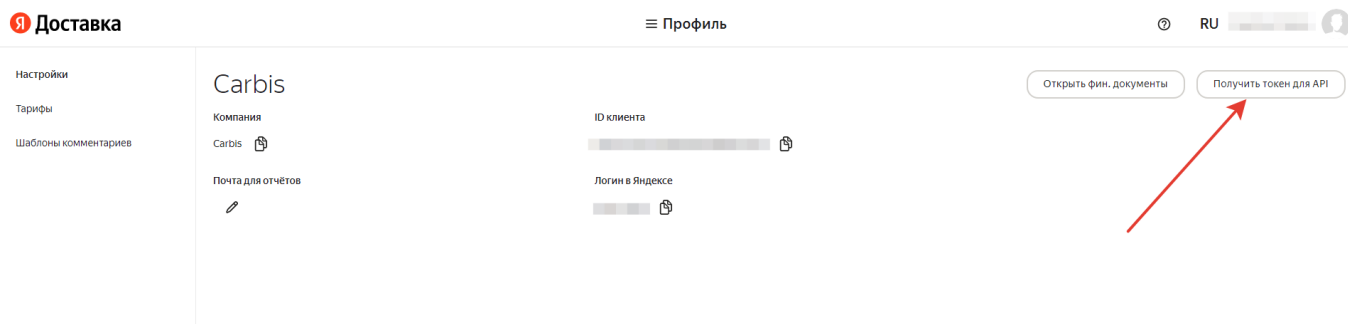 Я Доставка
Профиль
RU
Настройки
Тарифы
Шаблоны комментариев
Carbis
Открыть фин. документы
Получить токен для API
Компания
ID клиента
Carbis
Почта для отчётов
Логин в Яндексе